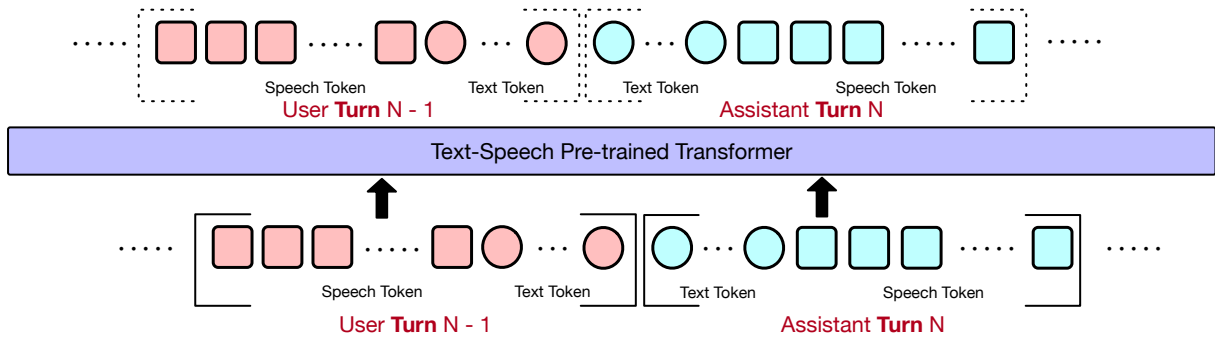 Speech Token Text Token Text Token Speech Token
User Turn N - 1 Assistant Turn N
Text-Speech Pre-trained Transformer
Speech Token Text Token Text Token Speech Token
User Turn N - 1 Assistant Turn N